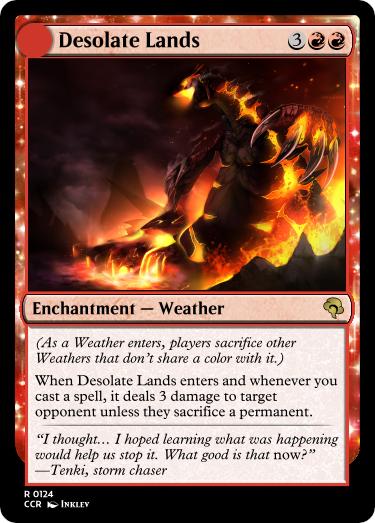 Desolate Lands 3
Enchantment — Weather
(As a Weather enters, players sacrifice other
Weathers that don't share a color with it.)
When Desolate Lands enters and whenever you
cast a spell, it deals 3 damage to target
opponent unless they sacrifice a permanent.
"I thought... I hoped learning what was happening
would help us stop it. What good is that now?"
—Tenki, storm chaser
R 0124
CCR Inklev